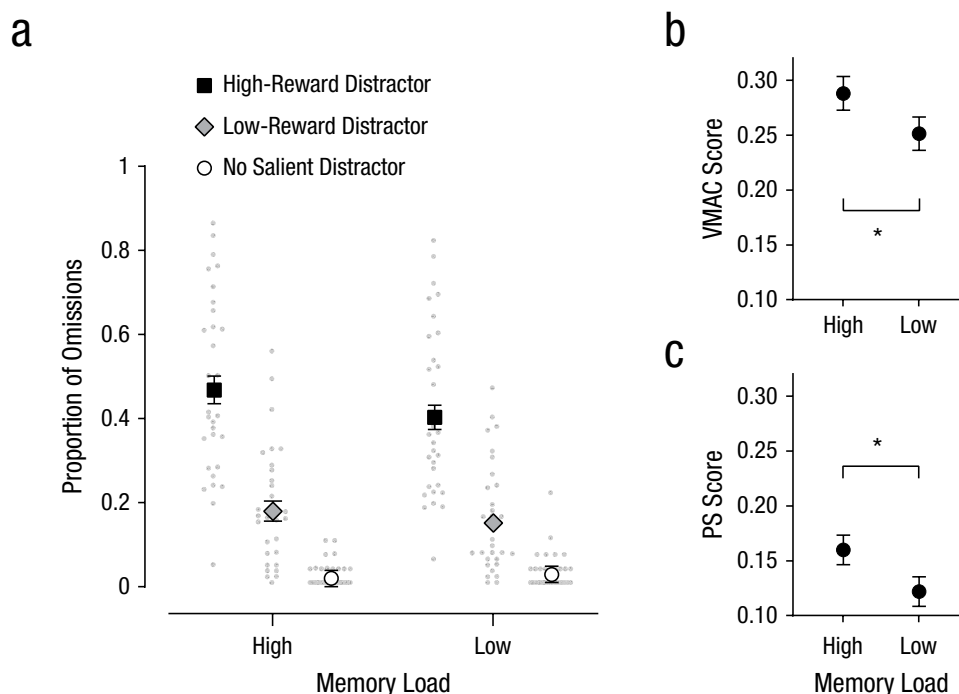 a
High-Reward Distractor
Low-Reward Distractor
No Salient Distractor
1
0.8
0.6
0.4
0.2
0
Proportion of Omissions
High
Low
Memory Load
b
0.30
0.25
0.20
0.15
0.10
VMAC Score
*
High
Low
c
0.30
0.25
0.20
0.15
0.10
PS Score
*
High
Low
Memory Load